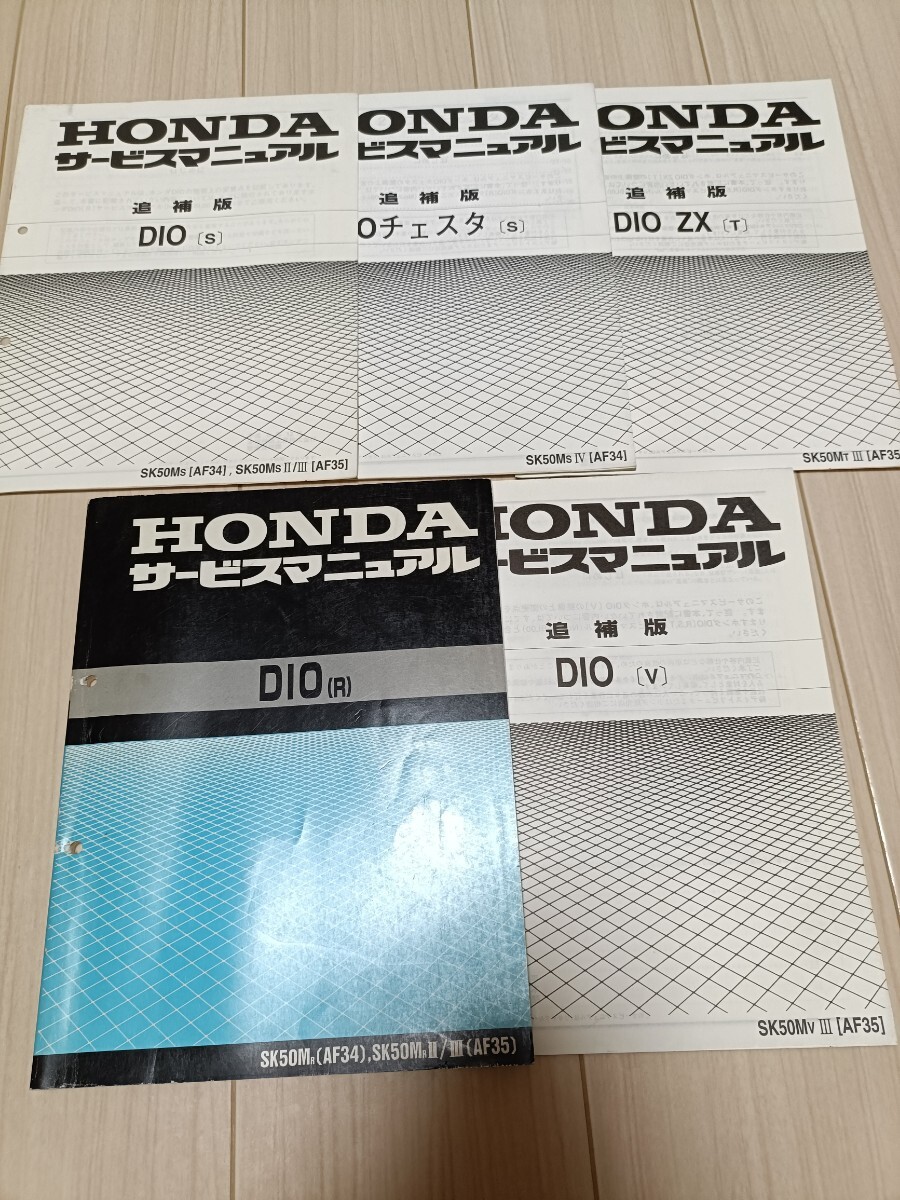 HONDA
サービスマニュアル
追補版
DIO〔S〕
SK50MS [AF34] , SK50MS II/III [AF35]
ONDA
ビスマニュアル
追補版
Oチェスタ〔S〕
SK50MS IV [AF34]
ONDA
ビスマニュアル
追補版
DIO ZX〔T〕
SK50MT III [AF35
HONDA
サービスマニュアル
DIO(R)
SK50MR(AF34),SK50MR II/III(AF35)
HONDA
サービスマニュアル
追補版
DIO〔V〕
SK50MV III [AF35]